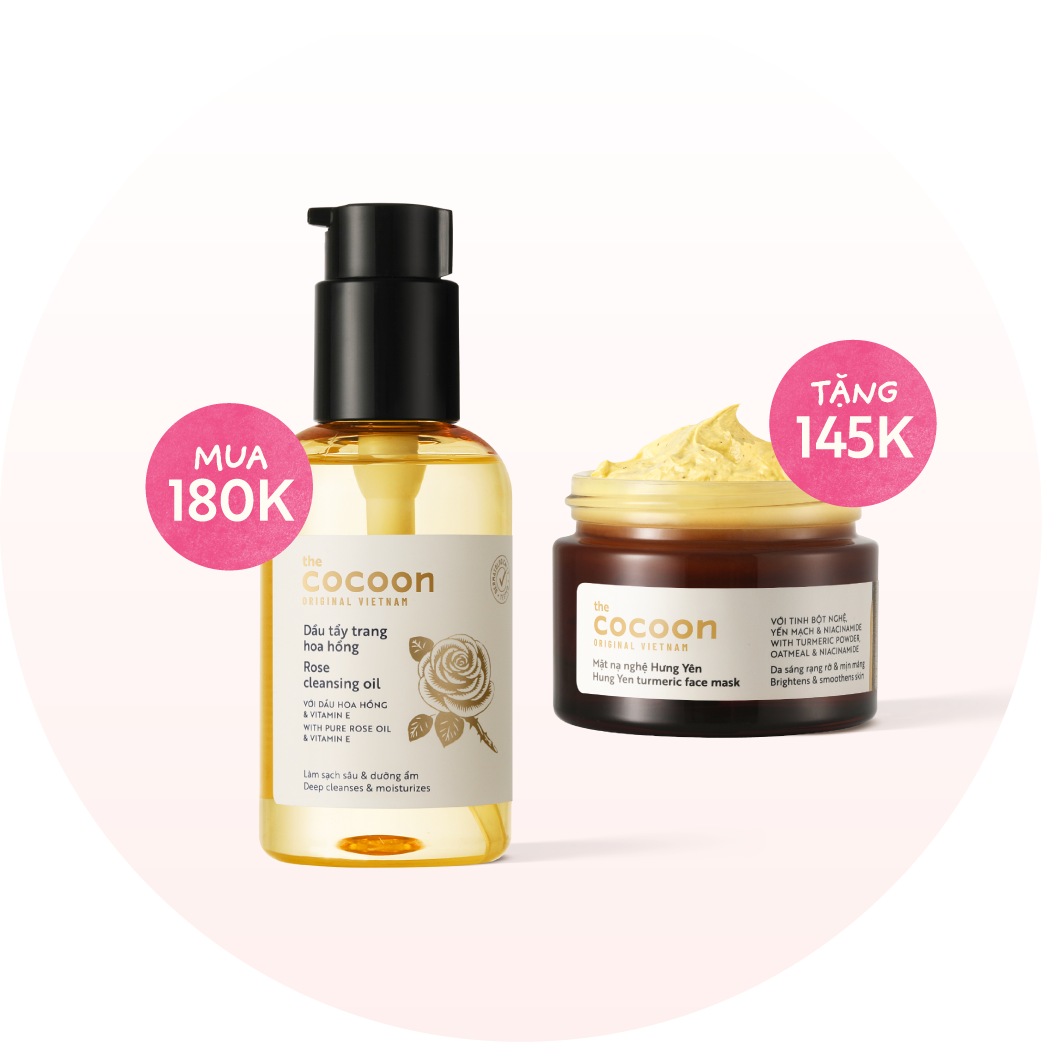 MUA
180K
TẶNG
145K
the
cocoon
ORIGINAL VIETNAM
Dầu tẩy trang
hoa hồng
Rose
cleansing oil
VỚI DẦU HOA HỒNG
& VITAMIN E
WITH PURE ROSE OIL
& VITAMIN E
Làm sạch sâu & dưỡng ẩm
Deep cleanses & moisturizes
the
cocoon
ORIGINAL VIETNAM
Mặt nạ nghệ Hưng Yên
Hung Yen turmeric face mask
VỚI TINH BỘT NGHỆ,
YẾN MẠCH & NIACINAMIDE
WITH TURMERIC POWDER,
OATMEAL & NIACINAMIDE
Da sáng rạng rỡ & mịn màng
Brightens & smoothens skin